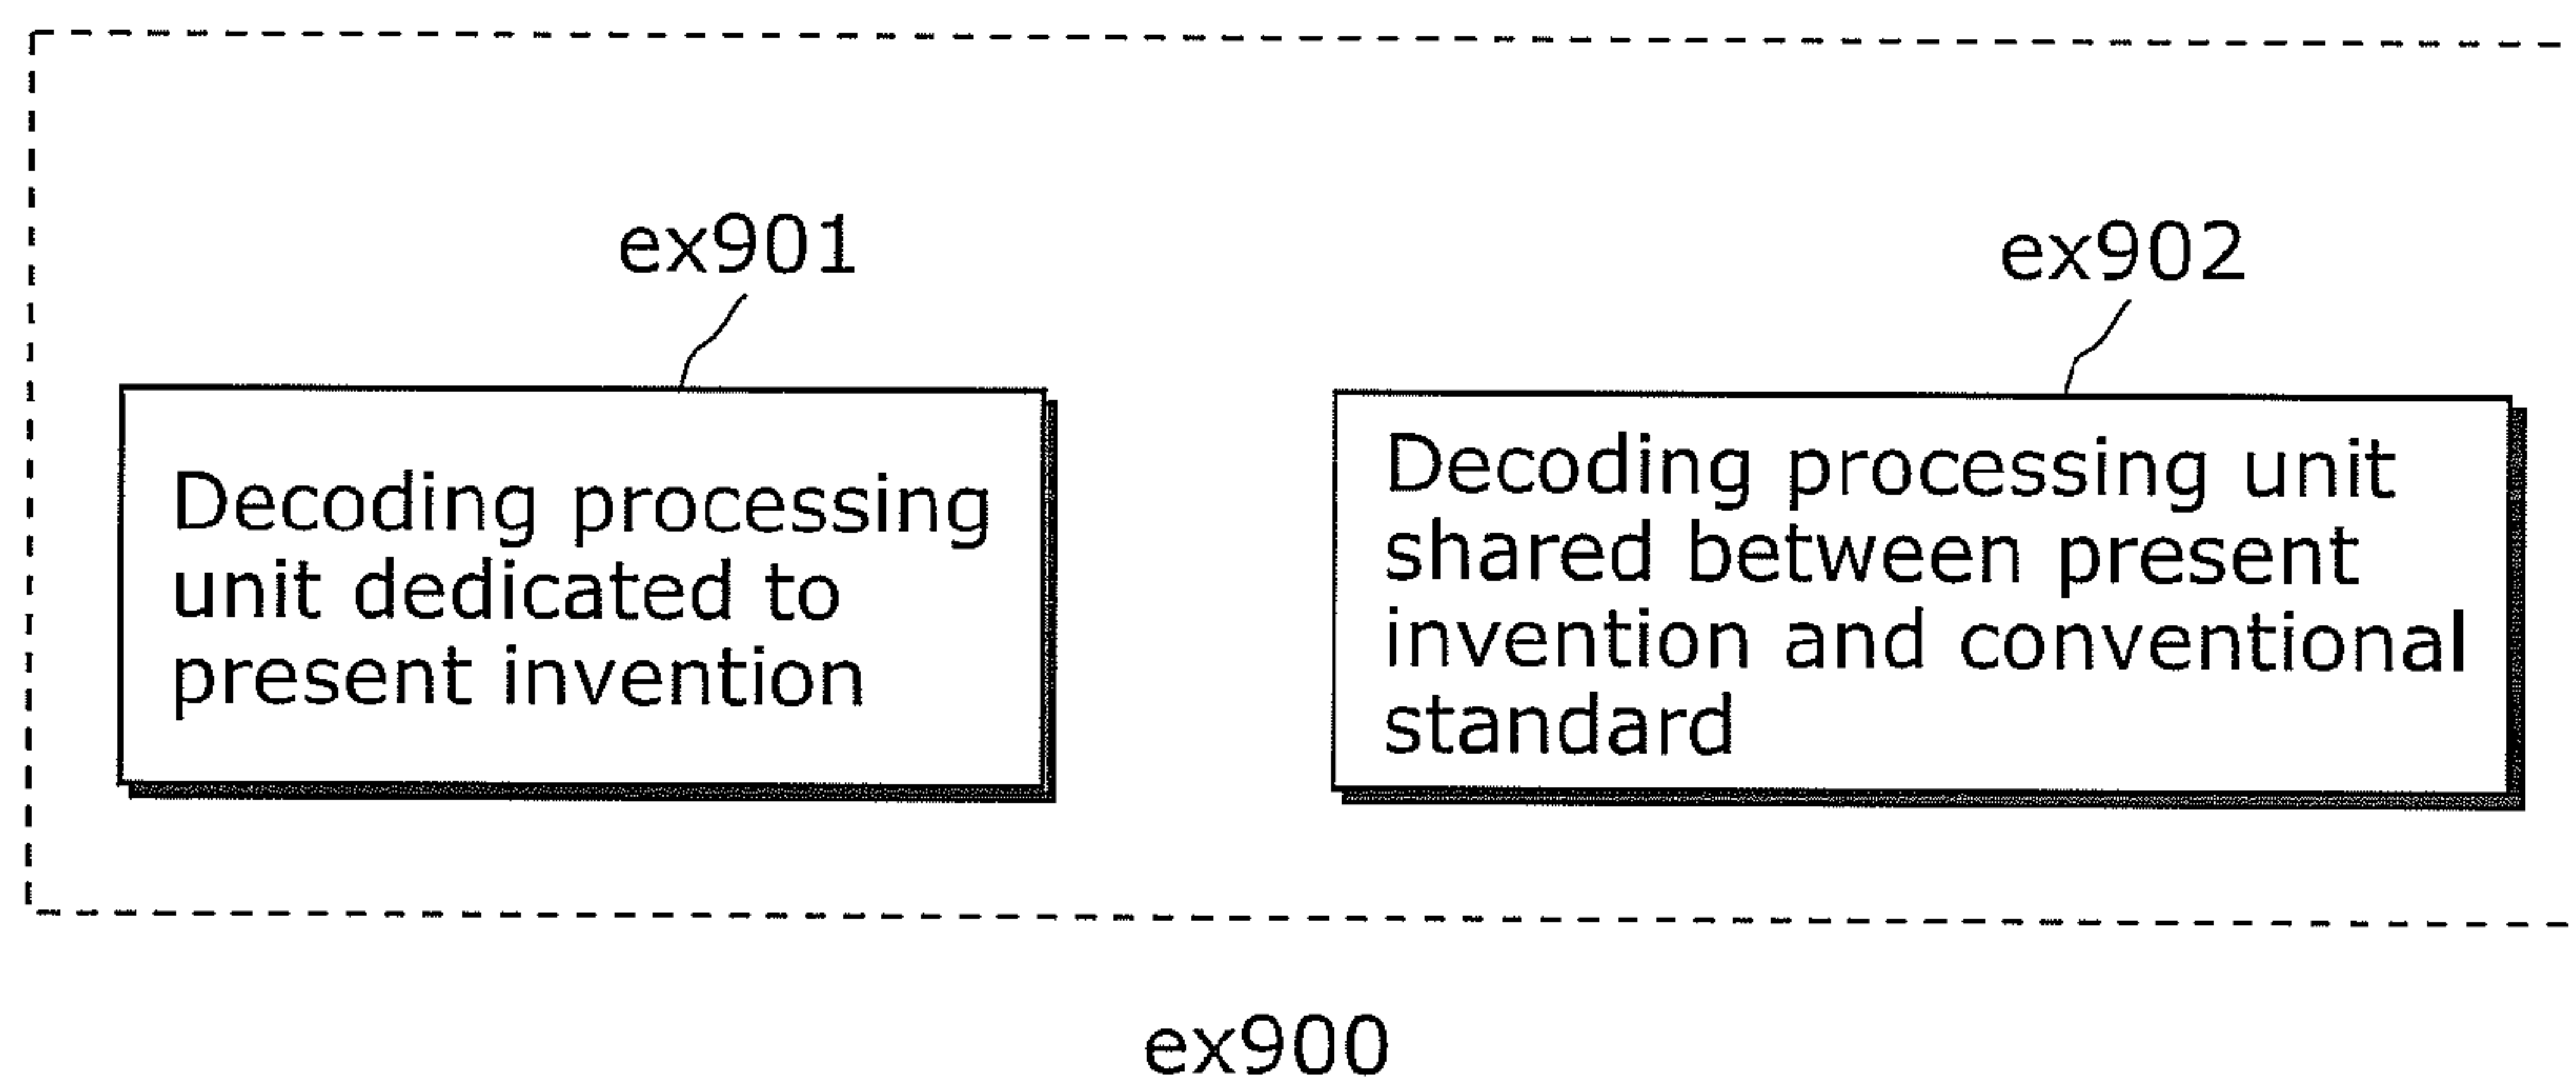 ex901
ex902
Decoding processing
unit dedicated to
present invention
Decoding processing unit
shared between present
invention and conventional
standard
ex900